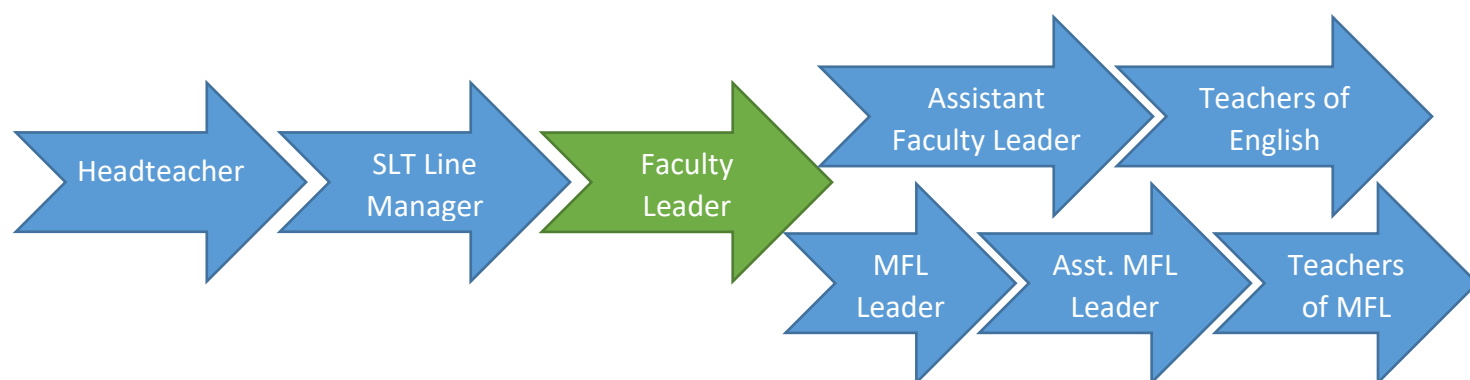 Headteacher
SLT Line
Manager
Faculty
Leader
Assistant
Faculty Leader
Teachers of
English
MFL
Leader
Asst. MFL
Leader
Teachers
of MFL